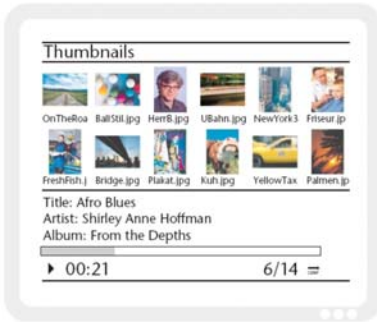 Thumbnails
OnTheRoa BallStil.jpg HerrB.jpg UBahn.jpg NewYork3 Friseur.jp
FreshFish.j Bridge.jpg Plakat.jpg Kuh.jpg YellowTax Palmen.jp
Title: Afro Blues
Artist: Shirley Anne Hoffman
Album: From the Depths
00:21 6/14